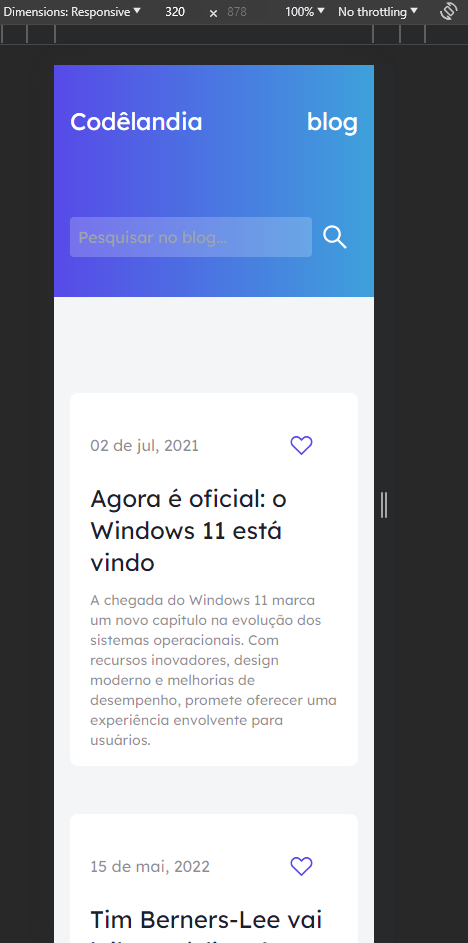 Dimensions: Responsive 320 × 878 100% No throttling
Codêlandia blog
Pesquisar no blog...
02 de jul, 2021
Agora é oficial: o
Windows 11 está
vindo
A chegada do Windows 11 marca
um novo capitulo na evolução dos
sistemas operacionais. Com
recursos inovadores, design
moderno e melhorias de
desempenho, promete oferecer uma
experiência envolvente para
usuários.
15 de mai, 2022
Tim Berners-Lee vai